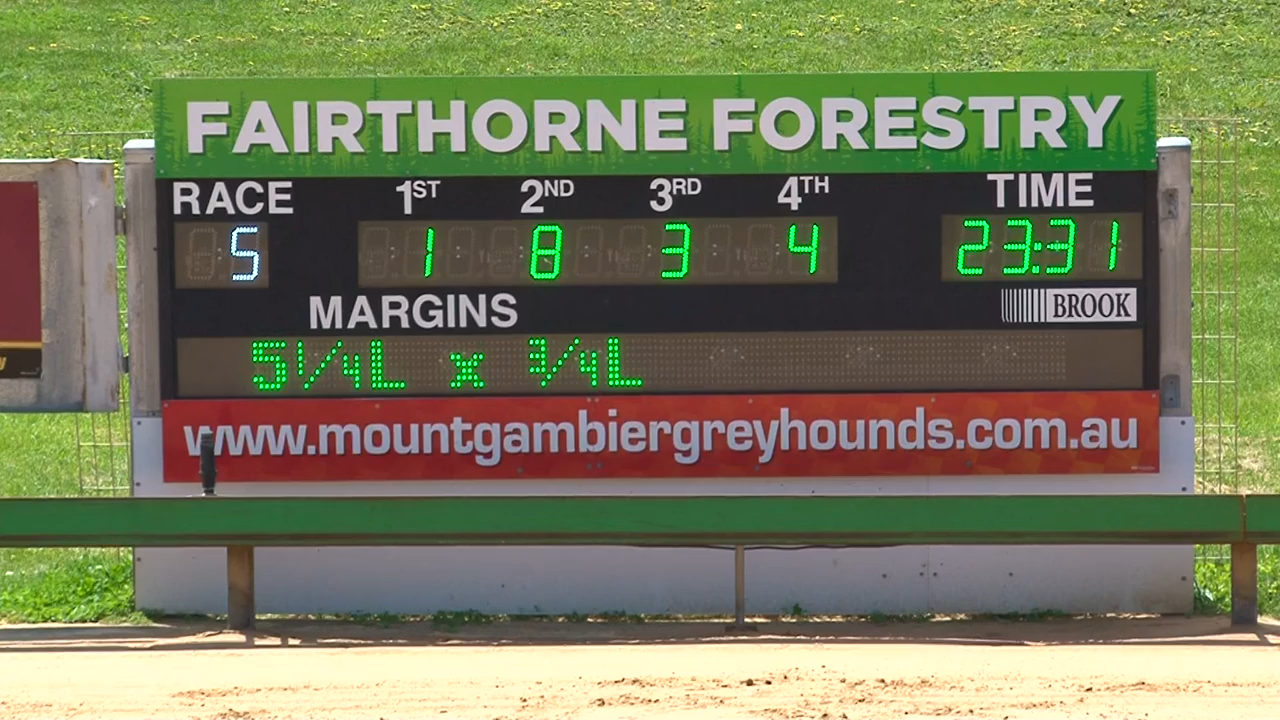 FAIRTHORNE FORESTRY
RACE 1ST 2ND 3RD 4TH TIME
5 1 8 3 4 23:31
MARGINS BROOK
5 1/4L x 3/4L
www.mountgambiergreyhounds.com.au